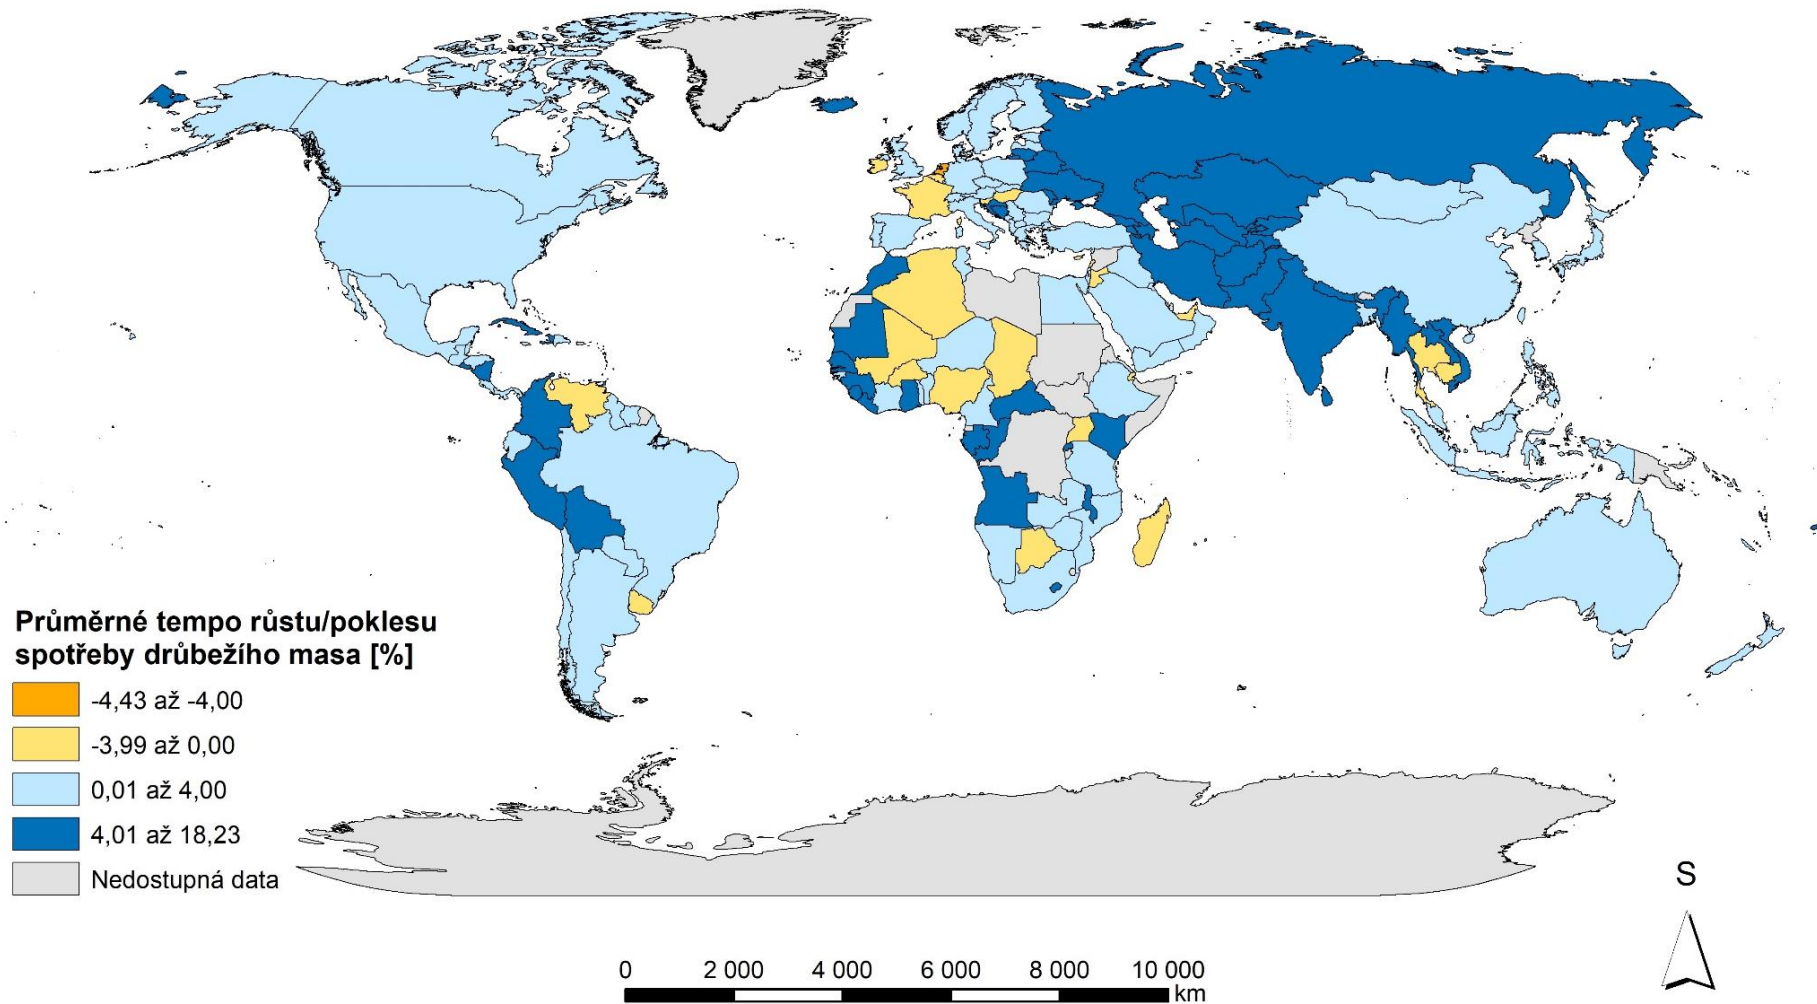 Průměrné tempo růstu/poklesu
spotřeby drůbežího masa [%]
-4,43 až -4,00
-3,99 až 0,00
0,01 až 4,00
4,01 až 18,23
Nedostupná data
S
0 2 000 4 000 6 000 8 000 10 000
km